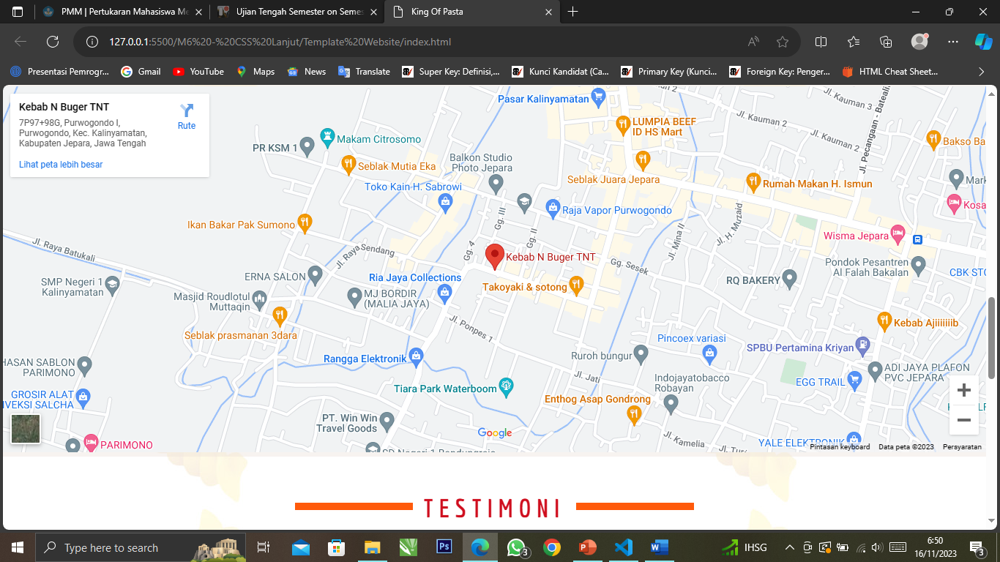 PMM | Pertukaran Mahasiswa Me
Ujian Tengah Semester on Semes
King Of Pasta
127.0.0.1:5500/M6%20-%20CSS%20Lanjut/Template%20Website/index.html
Presentasi Pemrogr...
Gmail
YouTube
Maps
News
Translate
Super Key: Definisi,...
Kunci Kandidat (Ca...
Primary Key (Kunci...
Foreign Key: Penger...
HTML Cheat Sheet...
Kebab N Buger TNT
7P97+98G, Purwogondo I,
Purwogondo, Kec. Kalinyamatan,
Kabupaten Jepara, Jawa Tengah
Rute
Lihat peta lebih besar
Pasar Kalinyamatan
Jl. Kauman 2
Jl. Kauman 3
Jl. Pecangaan - Bateali
LUMPIA BEEF
ID HS Mart
Jl. Kauman 2
Bakso Ba
Makam Citrosomo
PR KSM 1
Seblak Mutia Eka
Balkon Studio
Photo Jepara
Seblak Juara Jepara
Rumah Makan H. Ismun
Mark
Toko Kain H. Sabrowi
Raja Vapor Purwogondo
Kosa
Ikan Bakar Pak Sumono
Gg. III
Gg. II
Jl. Mina II
Jl. H. Muzaid
Wisma Jepara
Jl. Raya Batukali
Jl. Raya Sendang
Gg. 4
Kebab N Buger TNT
Gg. Sesek
Pondok Pesantren
Al Falah Bakalan
CBK STO
SMP Negeri 1
Kalinyamatan
ERNA SALON
Ria Jaya Collections
Takoyaki & sotong
RQ BAKERY
Masjid Roudlotul
Muttaqin
MJ BORDIR
(MALIA JAYA)
Kebab Ajiiiiiiib
Seblak prasmanan 3dara
Jl. Ponpes 1
Pincoex variasi
SPBU Pertamina Kriyan
HASAN SABLON
PARIMONO
Rangga Elektronik
Ruroh bungur
ADI JAYA PLAFON
PVC JEPARA
Jl. Jati
Indojayatobacco
Robayan
EGG TRAIL
GROSIR ALAT
NVEKSI SALCHA
Tiara Park Waterboom
Enthog Asap Gondrong
PT. Win Win
Travel Goods
Google
PARIMONO
SD Negeri 1 Bandungrejo
Jl. Kamelia
YALE ELEKTRONIK
Pintasan keyboard
Data peta ©2023
Persyaratan
TESTIMONI
Type here to search
IHSG
6:50
16/11/2023
3
3